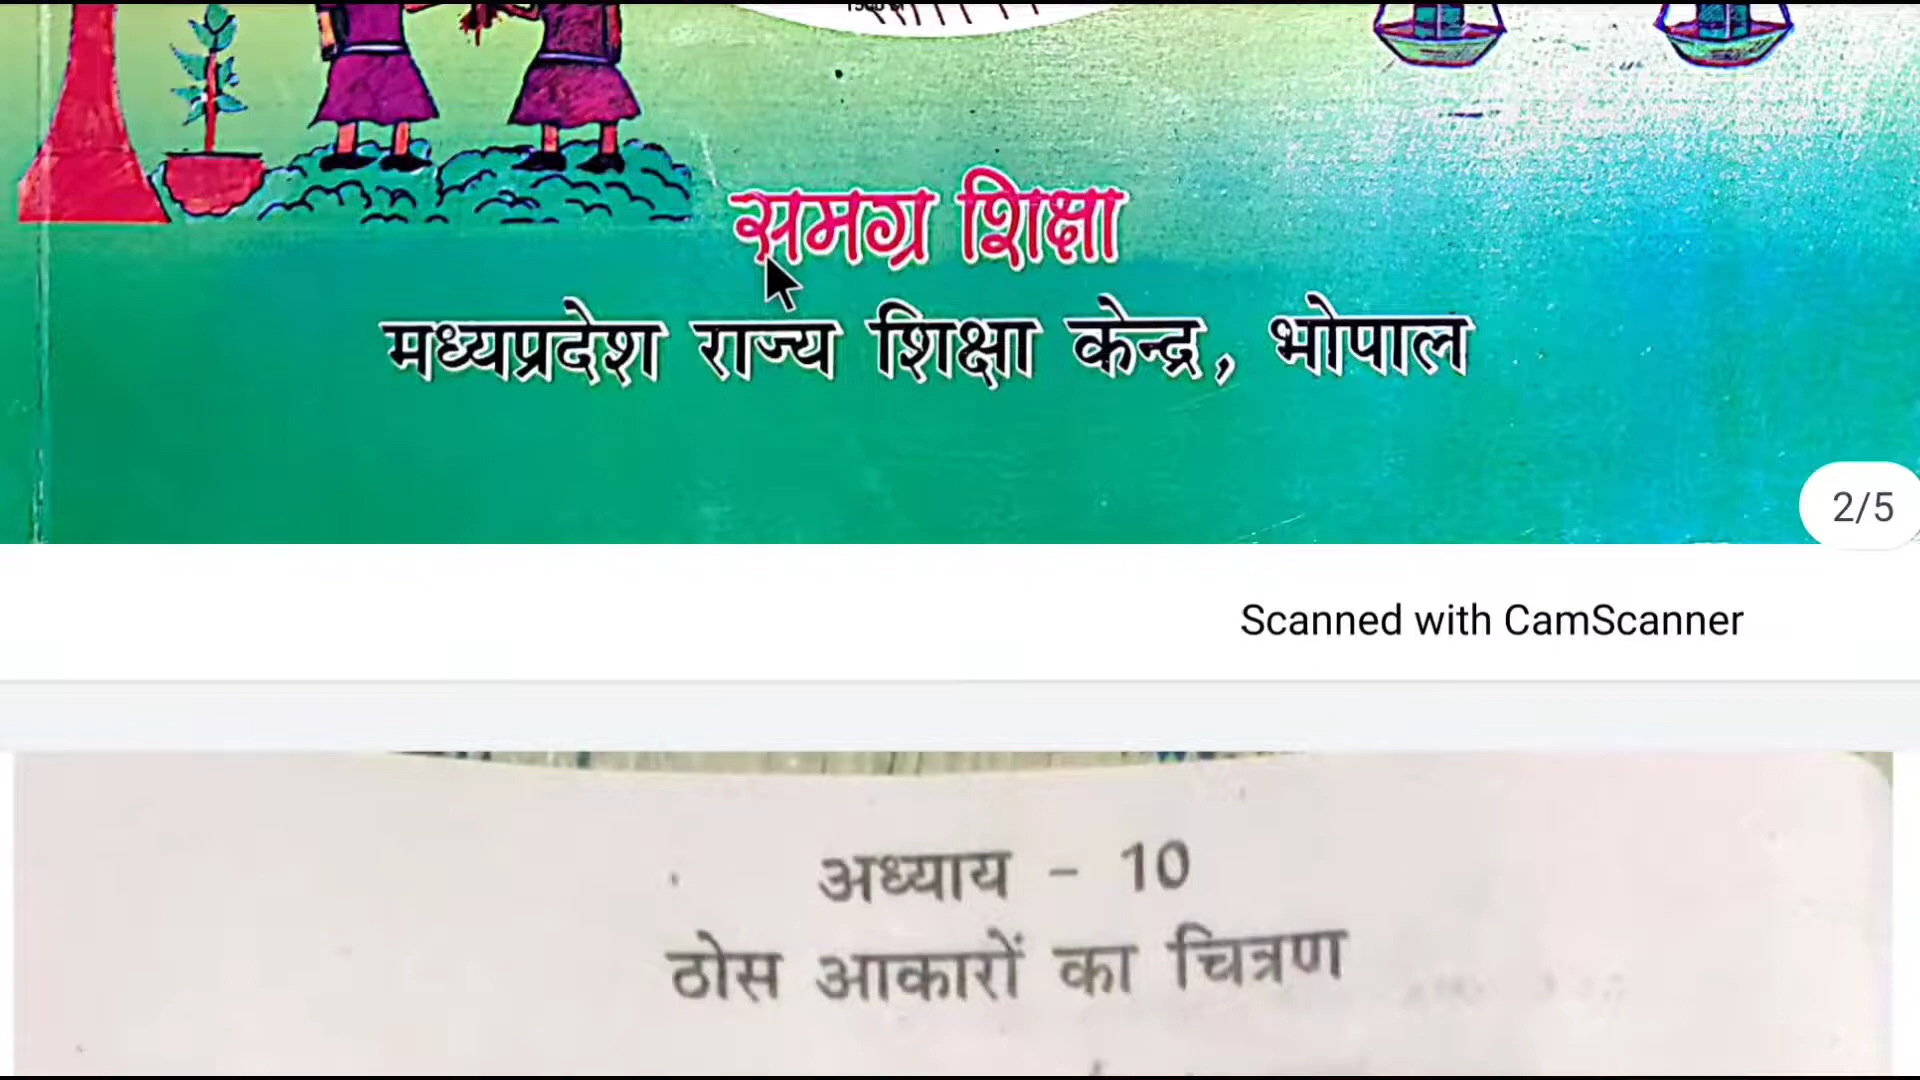 समग्र शिक्षा
मध्यप्रदेश राज्य शिक्षा केन्द्र, भोपाल
2/5
Scanned with CamScanner
अध्याय - 10
ठोस आकारों का चित्रण